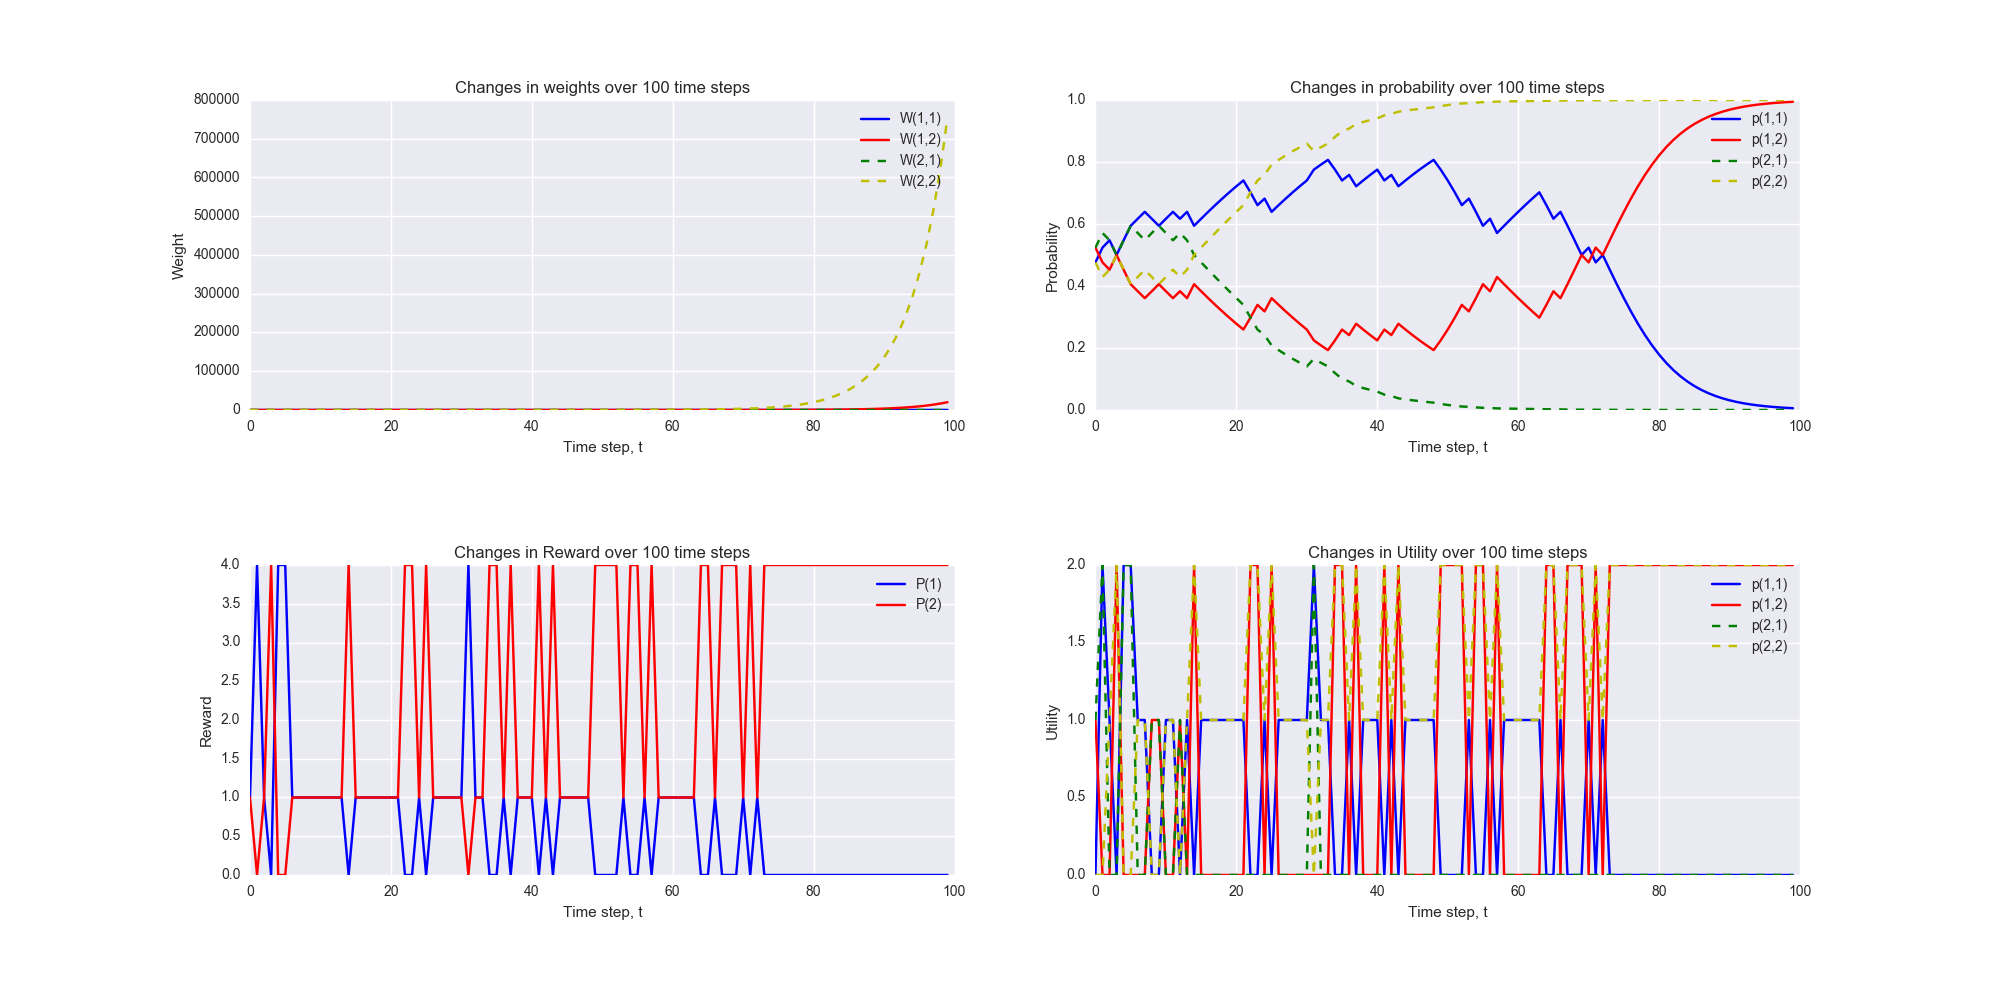 Changes in weights over 100 time steps
800000
700000
600000
500000
400000
300000
200000
100000
0
Weight
W(1,1)
W(1,2)
W(2,1)
W(2,2)
0 20 40 60 80 100
Time step, t
Changes in probability over 100 time steps
1.0
0.8
0.6
0.4
0.2
0.0
Probability
p(1,1)
p(1,2)
p(2,1)
p(2,2)
0 20 40 60 80 100
Time step, t
Changes in Reward over 100 time steps
4.0
3.5
3.0
2.5
2.0
1.5
1.0
0.5
0.0
Reward
P(1)
P(2)
0 20 40 60 80 100
Time step, t
Changes in Utility over 100 time steps
2.0
1.5
1.0
0.5
0.0
Utility
p(1,1)
p(1,2)
p(2,1)
p(2,2)
0 20 40 60 80 100
Time step, t